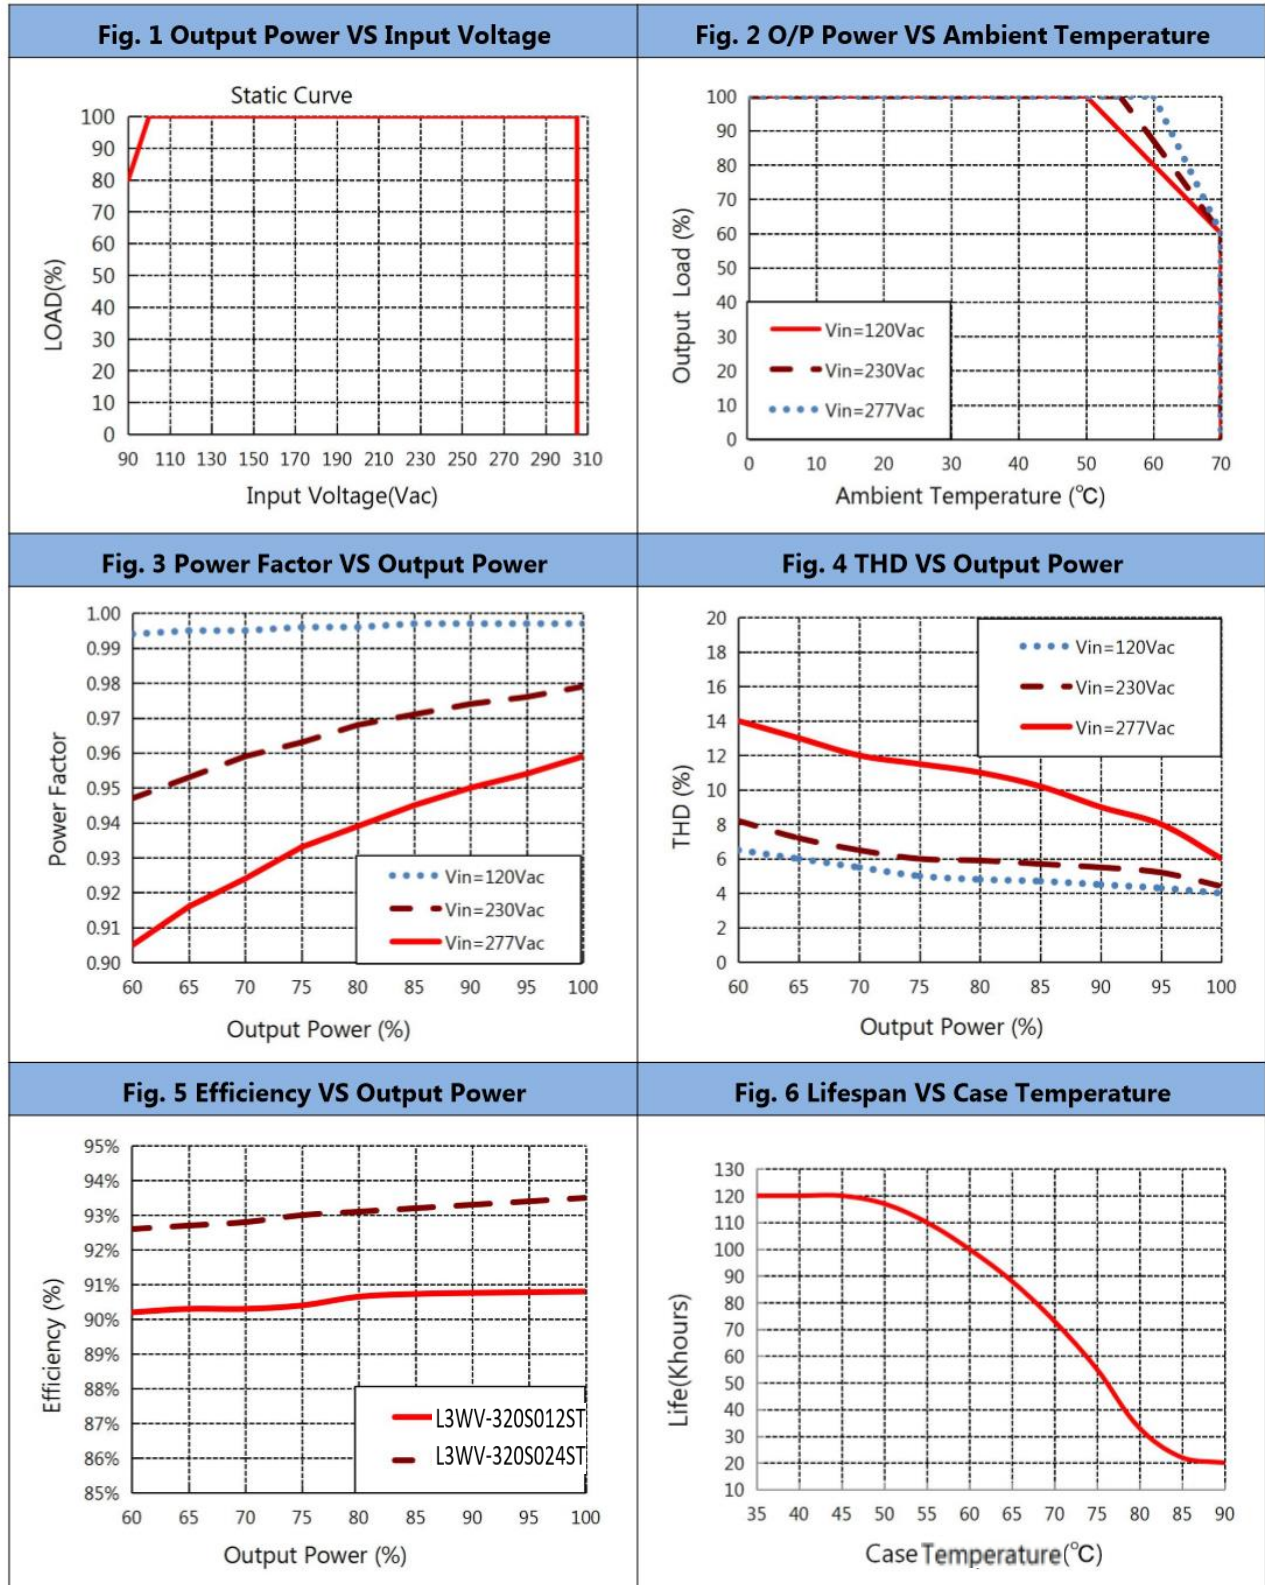 Fig. 1 Output Power VS Input Voltage
Static Curve
LOAD(%)
100
90
80
70
60
50
40
30
20
10
0
90 110 130 150 170 190 210 230 250 270 290 310
Input Voltage(Vac)
Fig. 2 O/P Power VS Ambient Temperature
Output Load (%)
100
90
80
70
60
50
40
30
20
10
0
Vin=120Vac
Vin=230Vac
Vin=277Vac
0 10 20 30 40 50 60 70
Ambient Temperature (℃)
Fig. 3 Power Factor VS Output Power
Power Factor
1.00
0.99
0.98
0.97
0.96
0.95
0.94
0.93
0.92
0.91
0.90
Vin=120Vac
Vin=230Vac
Vin=277Vac
60 65 70 75 80 85 90 95 100
Output Power (%)
Fig. 4 THD VS Output Power
THD (%)
20
18
16
14
12
10
8
6
4
2
0
Vin=120Vac
Vin=230Vac
Vin=277Vac
60 65 70 75 80 85 90 95 100
Output Power (%)
Fig. 5 Efficiency VS Output Power
Efficiency (%)
95%
94%
93%
92%
91%
90%
89%
88%
87%
86%
85%
L3WV-320S012ST
L3WV-320S024ST
60 65 70 75 80 85 90 95 100
Output Power (%)
Fig. 6 Lifespan VS Case Temperature
Life(Khours)
130
120
110
100
90
80
70
60
50
40
30
20
10
35 40 45 50 55 60 65 70 75 80 85 90
Case Temperature(℃)